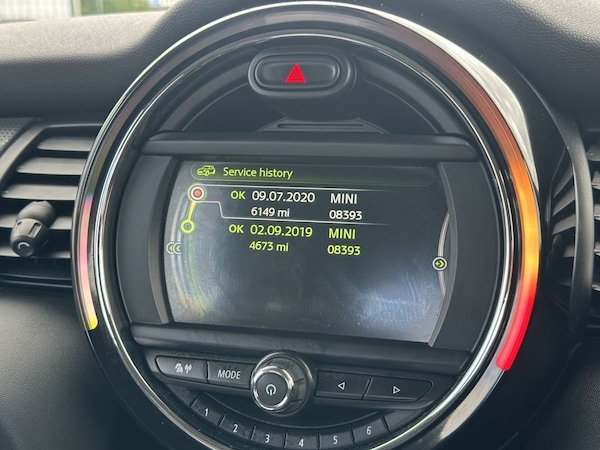 Service history
OK 09.07.2020 MINI
6149 mi 08393
OK 02.09.2019 MINI
4673 mi 08393
MODE
1 2 3 4 5 6